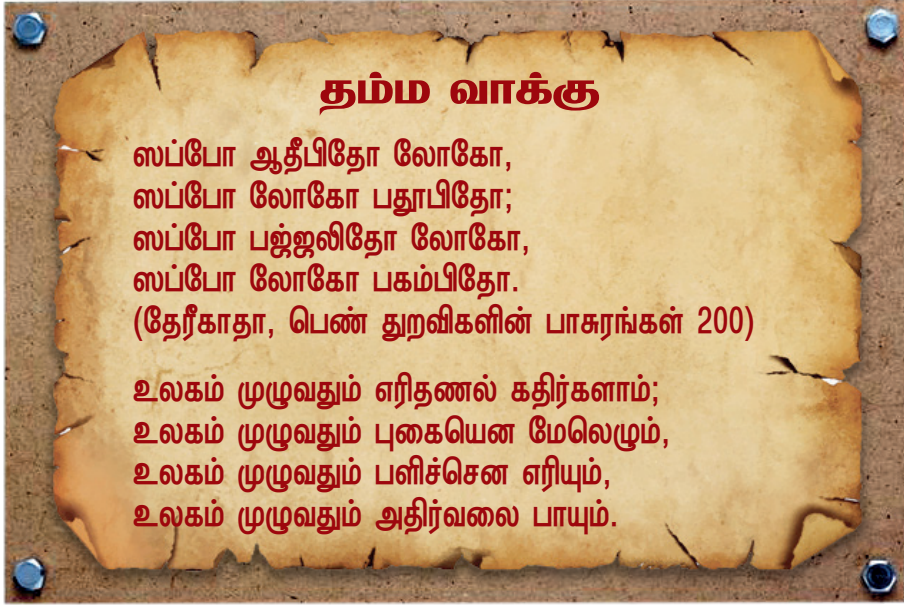 தம்ம வாக்கு
ஸப்போ ஆதீபிதோ லோகோ,
ஸப்போ லோகோ பதூபிதோ;
ஸப்போ பஜ்ஜலிதோ லோகோ,
ஸப்போ லோகோ பகம்பிதோ.
(தேரீகாதா, பெண் துறவிகளின் பாசுரங்கள் 200)
உலகம் முழுவதும் எரிதணல் கதிர்களாம்;
உலகம் முழுவதும் புகையென மேலெழும்,
உலகம் முழுவதும் பளிச்சென எரியும்,
உலகம் முழுவதும் அதிர்வலை பாயும்.